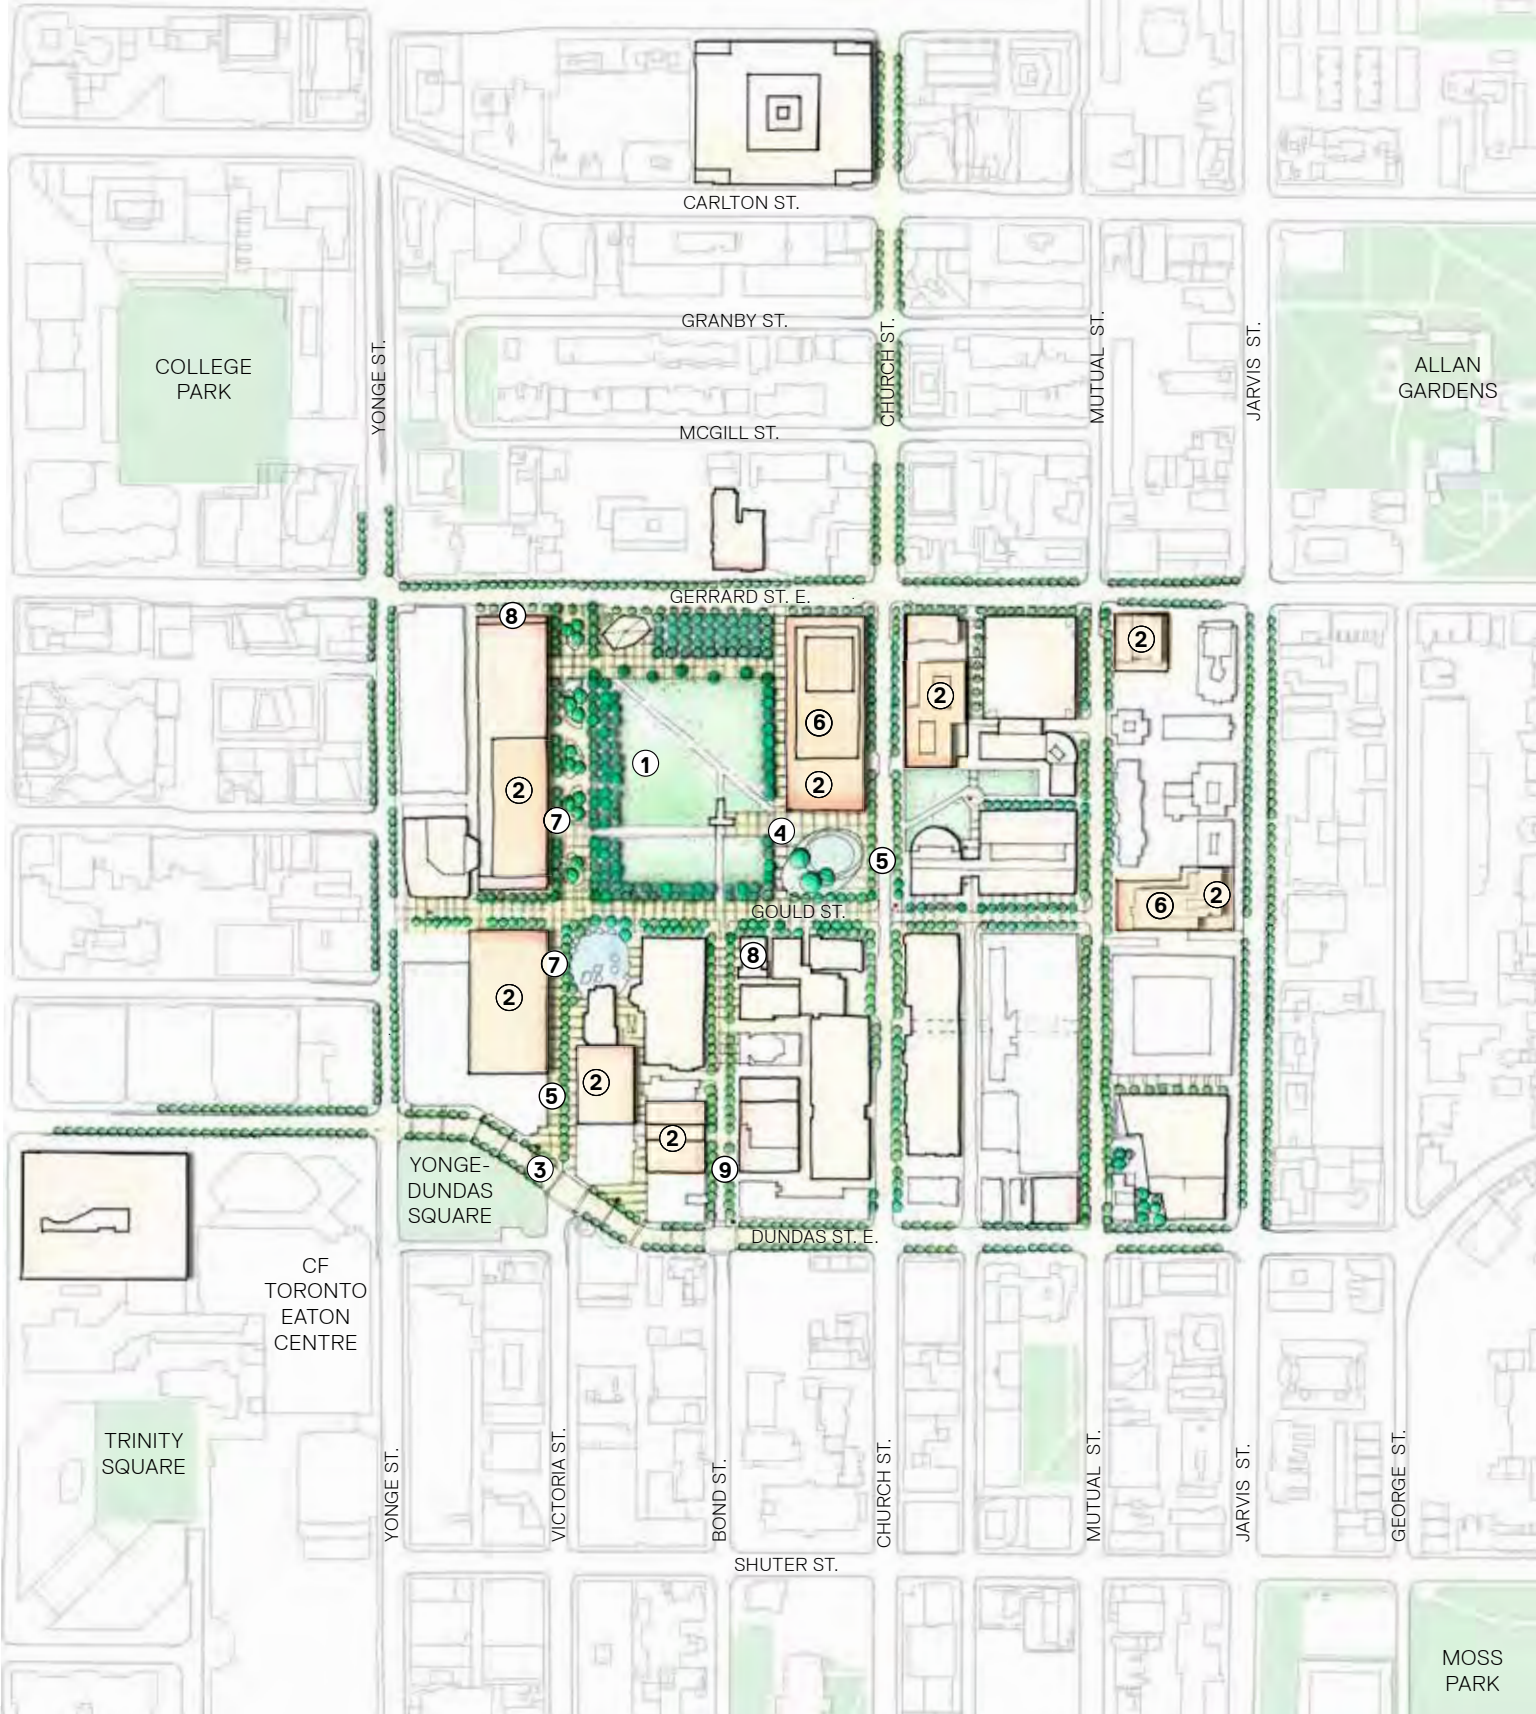 CARLTON ST.
GRANBY ST.
COLLEGE
PARK
YONGE ST.
CHURCH ST.
MUTUAL ST.
JARVIS ST.
ALLAN
GARDENS
MCGILL ST.
GERRARD ST. E.
8
2
2
6
1
2
2
7
4
5
2
6
GOULD ST.
8
7
2
2
5
2
3
9
YONGE-
DUNDAS
SQUARE
DUNDAS ST. E.
CF
TORONTO
EATON
CENTRE
TRINITY
SQUARE
YONGE ST.
VICTORIA ST.
BOND ST.
CHURCH ST.
MUTUAL ST.
JARVIS ST.
GEORGE ST.
SHUTER ST.
MOSS
PARK